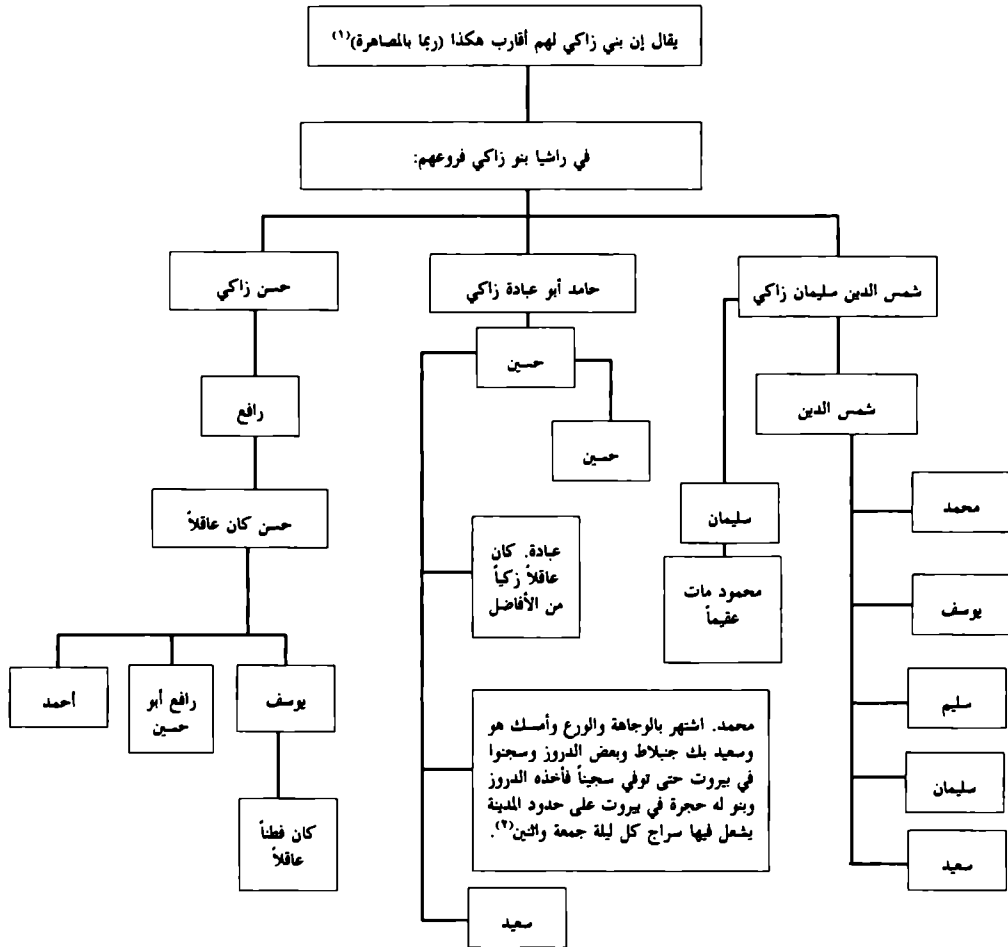 يقال إن بني زاكي لهم أقارب هكذا (ربما بالمصاهرة)(١)
في راشيا بنو زاكي فروعهم:
شمس الدين سليمان زاكي
حامد أبو عبادة زاكي
حسن زاكي
شمس الدين
محمد
يوسف
سليم
سليمان
سعيد
سليمان
محمود مات
عقيماً
حسين
حسين
عبادة. كان
عاقلاً زكياً
من الأفاضل
محمد. اشتهر بالوجاهة والورع وأمسك هو
وسعيد بك جنبلاط وبعض الدروز وسجنوا
في بيروت حتى توفي سجيناً فأخذه الدروز
وبنو له حجرة في بيروت على حدود المدينة
يشعل فيها سراج كل ليلة جمعة واثنين(٢).
سعيد
رافع
حسن كان عاقلاً
يوسف
رافع أبو
حسين
أحمد
كان فطناً
عاقلاً